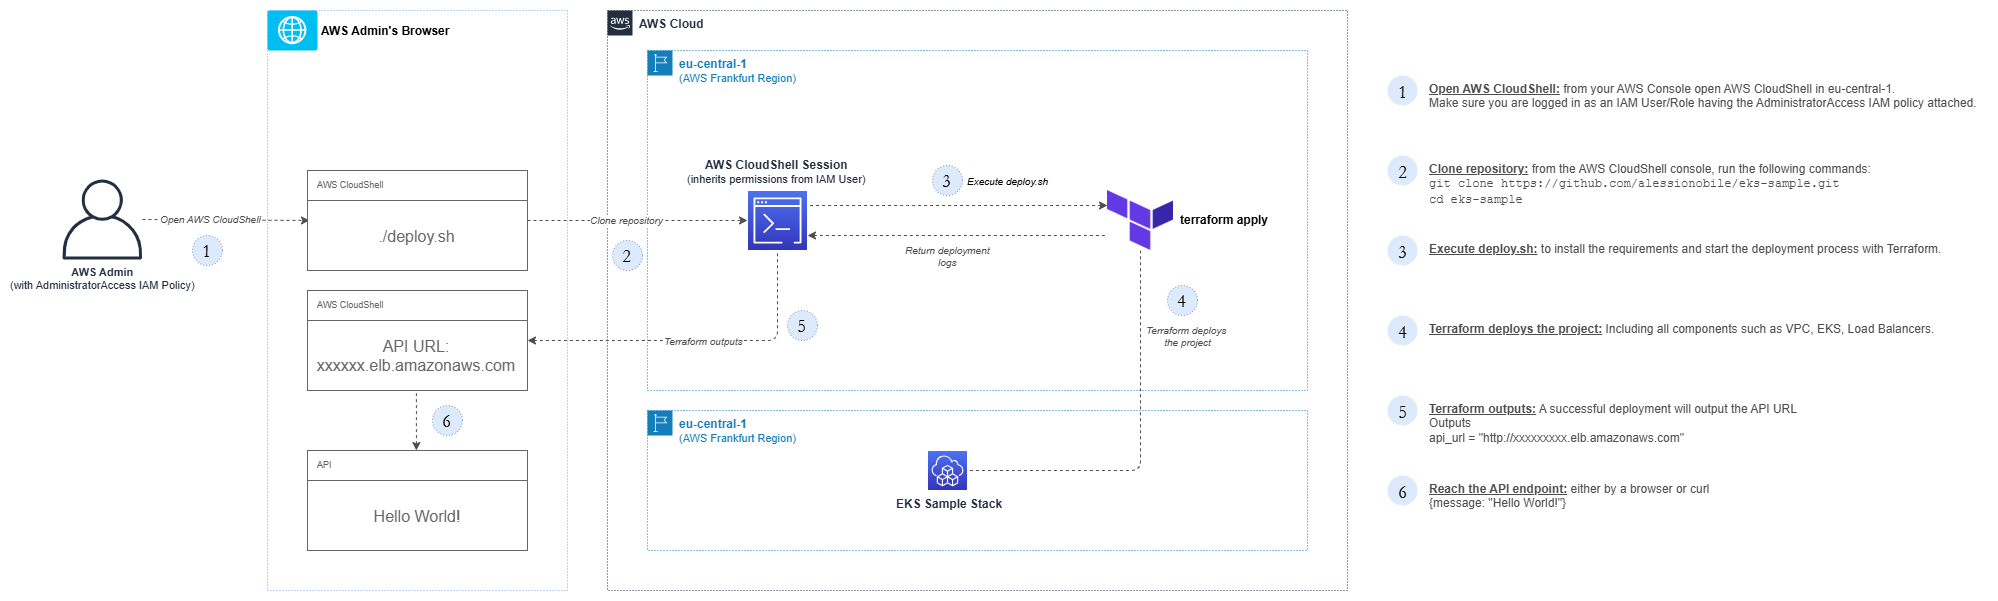 AWS Admin's Browser
aws
AWS Cloud
eu-central-1
(AWS Frankfurt Region)
AWS CloudShell
./deploy.sh
Open AWS CloudShell
1
AWS Admin
(with AdministratorAccess IAM Policy)
Clone repository
2
AWS CloudShell Session
(inherits permissions from IAM User)
3
Execute deploy.sh
terraform apply
Return deployment
logs
4
Terraform deploys
the project
5
Terraform outputs
AWS CloudShell
API URL:
xxxxxx.elb.amazonaws.com
6
API
Hello World!
eu-central-1
(AWS Frankfurt Region)
EKS Sample Stack
1
Open AWS CloudShell: from your AWS Console open AWS CloudShell in eu-central-1.
Make sure you are logged in as an IAM User/Role having the AdministratorAccess IAM policy attached.
2
Clone repository: from the AWS CloudShell console, run the following commands:
git clone https://github.com/alessionobile/eks-sample.git
cd eks-sample
3
Execute deploy.sh: to install the requirements and start the deployment process with Terraform.
4
Terraform deploys the project: Including all components such as VPC, EKS, Load Balancers.
5
Terraform outputs: A successful deployment will output the API URL
Outputs
api_url = "http://xxxxxxxxx.elb.amazonaws.com"
6
Reach the API endpoint: either by a browser or curl
{message: "Hello World!"}